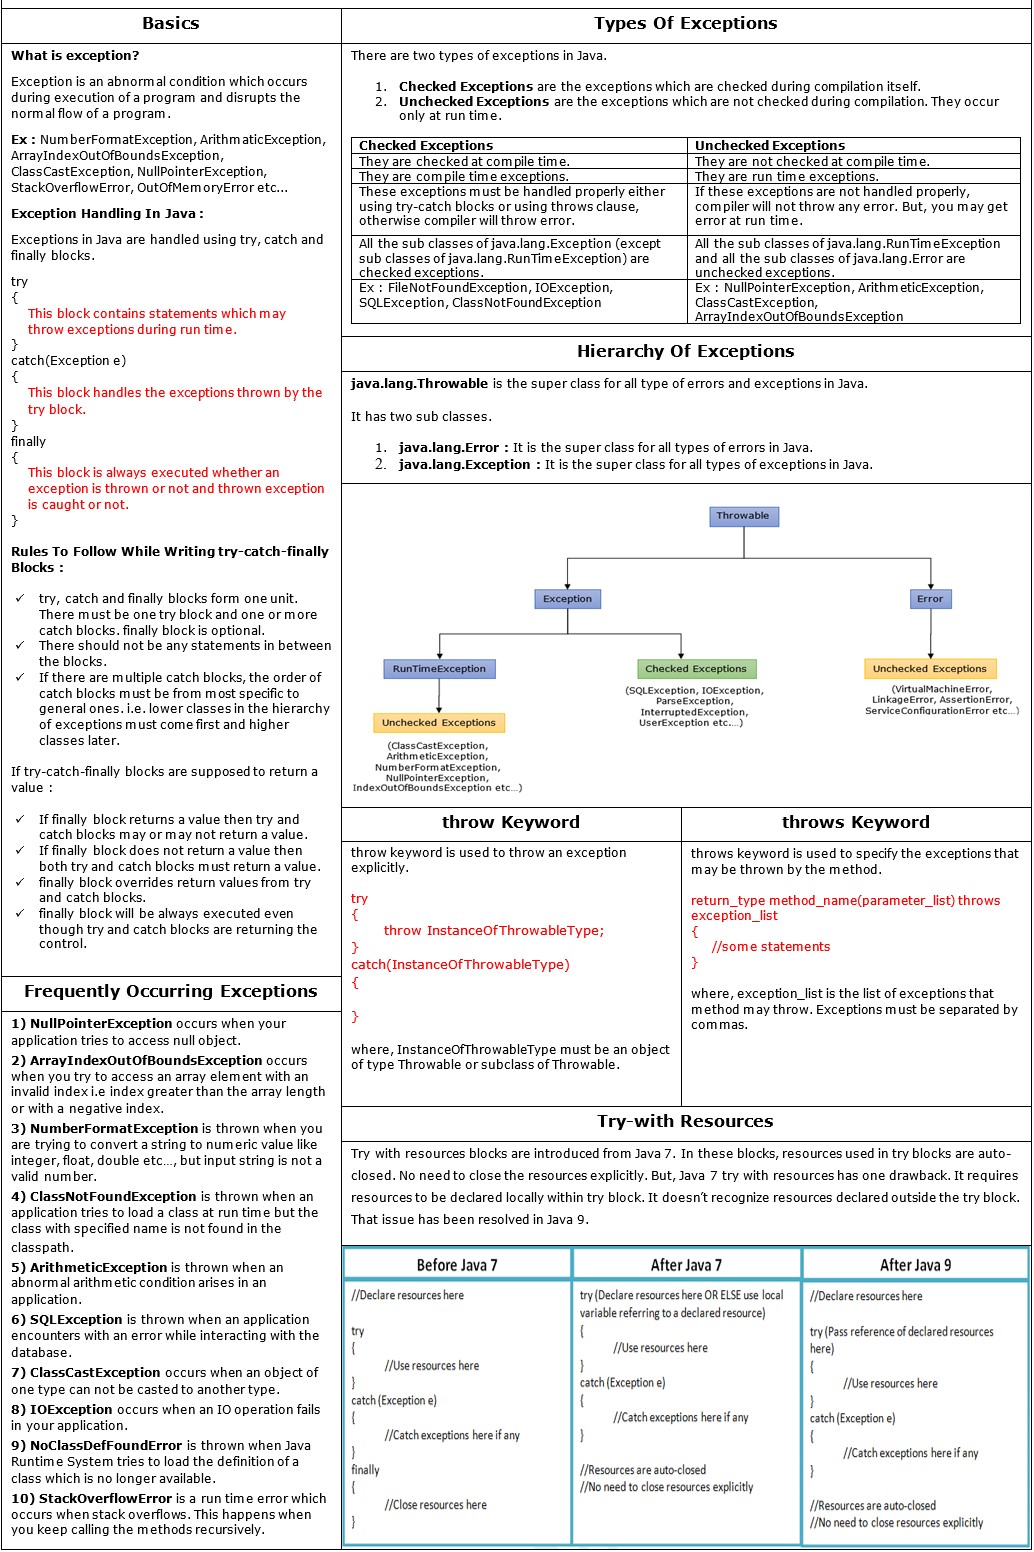 Basics
What is exception?
Exception is an abnormal condition which occurs
during execution of a program and disrupts the
normal flow of a program.
Ex : NumberFormatException, ArithmaticException,
ArrayIndexOutOfBoundsException,
ClassCastException, NullPointerException,
StackOverflowError, OutOfMemoryError etc...
Exception Handling In Java :
Exceptions in Java are handled using try, catch and
finally blocks.
try
{
This block contains statements which may
throw exceptions during run time.
}
catch(Exception e)
{
This block handles the exceptions thrown by the
try block.
}
finally
{
This block is always executed whether an
exception is thrown or not and thrown exception
is caught or not.
}
Rules To Follow While Writing try-catch-finally
Blocks :
✓ try, catch and finally blocks form one unit.
There must be one try block and one or more
catch blocks. finally block is optional.
✓ There should not be any statements in between
the blocks.
✓ If there are multiple catch blocks, the order of
catch blocks must be from most specific to
general ones. i.e. lower classes in the hierarchy
of exceptions must come first and higher
classes later.
If try-catch-finally blocks are supposed to return a
value :
✓ If finally block returns a value then try and
catch blocks may or may not return a value.
✓ If finally block does not return a value then
both try and catch blocks must return a value.
✓ finally block overrides return values from try
and catch blocks.
✓ finally block will be always executed even
though try and catch blocks are returning the
control.
Frequently Occurring Exceptions
1) NullPointerException occurs when your
application tries to access null object.
2) ArrayIndexOutOfBoundsException occurs
when you try to access an array element with an
invalid index i.e index greater than the array length
or with a negative index.
3) NumberFormatException is thrown when you
are trying to convert a string to numeric value like
integer, float, double etc..., but input string is not a
valid number.
4) ClassNotFoundException is thrown when an
application tries to load a class at run time but the
class with specified name is not found in the
classpath.
5) ArithmeticException is thrown when an
abnormal arithmetic condition arises in an
application.
6) SQLException is thrown when an application
encounters with an error while interacting with the
database.
7) ClassCastException occurs when an object of
one type can not be casted to another type.
8) IOException occurs when an IO operation fails
in your application.
9) NoClassDefFoundError is thrown when Java
Runtime System tries to load the definition of a
class which is no longer available.
10) StackOverflowError is a run time error which
occurs when stack overflows. This happens when
you keep calling the methods recursively.
Types Of Exceptions
There are two types of exceptions in Java.
1. Checked Exceptions are the exceptions which are checked during compilation itself.
2. Unchecked Exceptions are the exceptions which are not checked during compilation. They occur
only at run time.
Checked Exceptions
Unchecked Exceptions
They are checked at compile time.
They are not checked at compile time.
They are compile time exceptions.
They are run time exceptions.
These exceptions must be handled properly either
using try-catch blocks or using throws clause,
otherwise compiler will throw error.
If these exceptions are not handled properly,
compiler will not throw any error. But, you may get
error at run time.
All the sub classes of java.lang.Exception (except
sub classes of java.lang.RunTimeException) are
checked exceptions.
All the sub classes of java.lang.RunTimeException
and all the sub classes of java.lang.Error are
unchecked exceptions.
Ex : FileNotFoundException, IOException,
SQLException, ClassNotFoundException
Ex : NullPointerException, ArithmeticException,
ClassCastException,
ArrayIndexOutOfBoundsException
Hierarchy Of Exceptions
java.lang.Throwable is the super class for all type of errors and exceptions in Java.
It has two sub classes.
1. java.lang.Error : It is the super class for all types of errors in Java.
2. java.lang.Exception : It is the super class for all types of exceptions in Java.
Throwable
Exception
Error
RunTimeException
Checked Exceptions
Unchecked Exceptions
(SQLException, IOException,
ParseException,
InterruptedException,
UserException etc...)
(VirtualMachineError,
LinkageError, AssertionError,
ServiceConfigurationError etc...)
Unchecked Exceptions
(ClassCastException,
ArithmeticException,
NumberFormatException,
NullPointerException,
IndexOutOfBoundsException etc...)
throw Keyword
throw keyword is used to throw an exception
explicitly.
try
{
throw InstanceOfThrowableType;
}
catch(InstanceOfThrowableType)
{
}
where, InstanceOfThrowableType must be an object
of type Throwable or subclass of Throwable.
throws Keyword
throws keyword is used to specify the exceptions that
may be thrown by the method.
return_type method_name(parameter_list) throws
exception_list
{
//some statements
}
where, exception_list is the list of exceptions that
method may throw. Exceptions must be separated by
commas.
Try-with Resources
Try with resources blocks are introduced from Java 7. In these blocks, resources used in try blocks are auto-
closed. No need to close the resources explicitly. But, Java 7 try with resources has one drawback. It requires
resources to be declared locally within try block. It doesn't recognize resources declared outside the try block.
That issue has been resolved in Java 9.
Before Java 7
//Declare resources here
try
{
//Use resources here
}
catch (Exception e)
{
//Catch exceptions here if any
}
finally
{
//Close resources here
}
After Java 7
try (Declare resources here OR ELSE use local
variable referring to a declared resource)
{
//Use resources here
}
catch (Exception e)
{
//Catch exceptions here if any
}
//Resources are auto-closed
//No need to close resources explicitly
After Java 9
//Declare resources here
try (Pass reference of declared resources
here)
{
//Use resources here
}
catch (Exception e)
{
//Catch exceptions here if any
}
//Resources are auto-closed
//No need to close resources explicitly